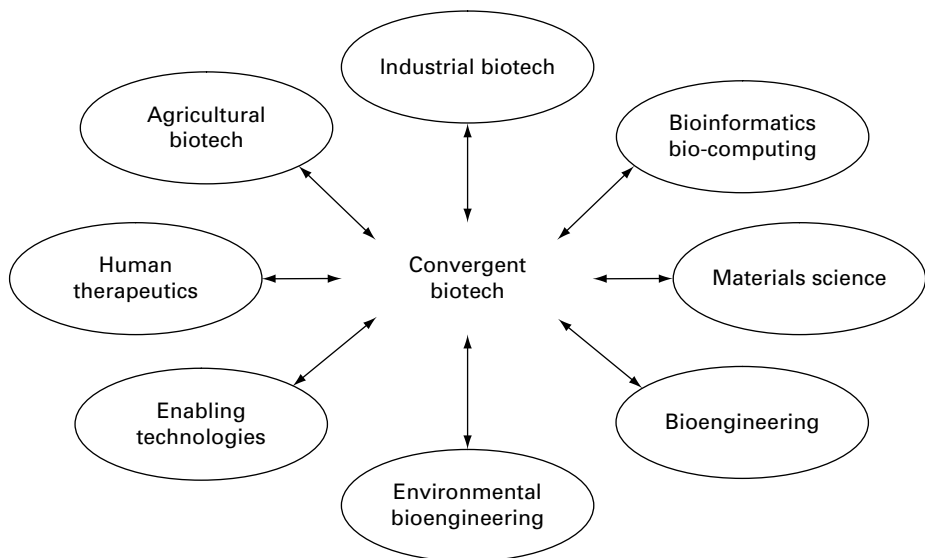 Industrial biotech
Agricultural
biotech
Bioinformatics
bio-computing
Human
therapeutics
Convergent
biotech
Materials science
Enabling
technologies
Bioengineering
Environmental
bioengineering